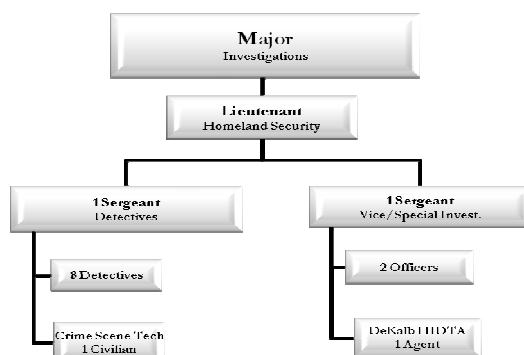 Major
Investigations
Lieutenant
Homeland Security
1 Sergeant
Detectives
8 Detectives
Crime Scene Tech
1 Civilian
1 Sergeant
Vice/Special Invest.
2 Officers
DeKalb HIDTA
1 Agent